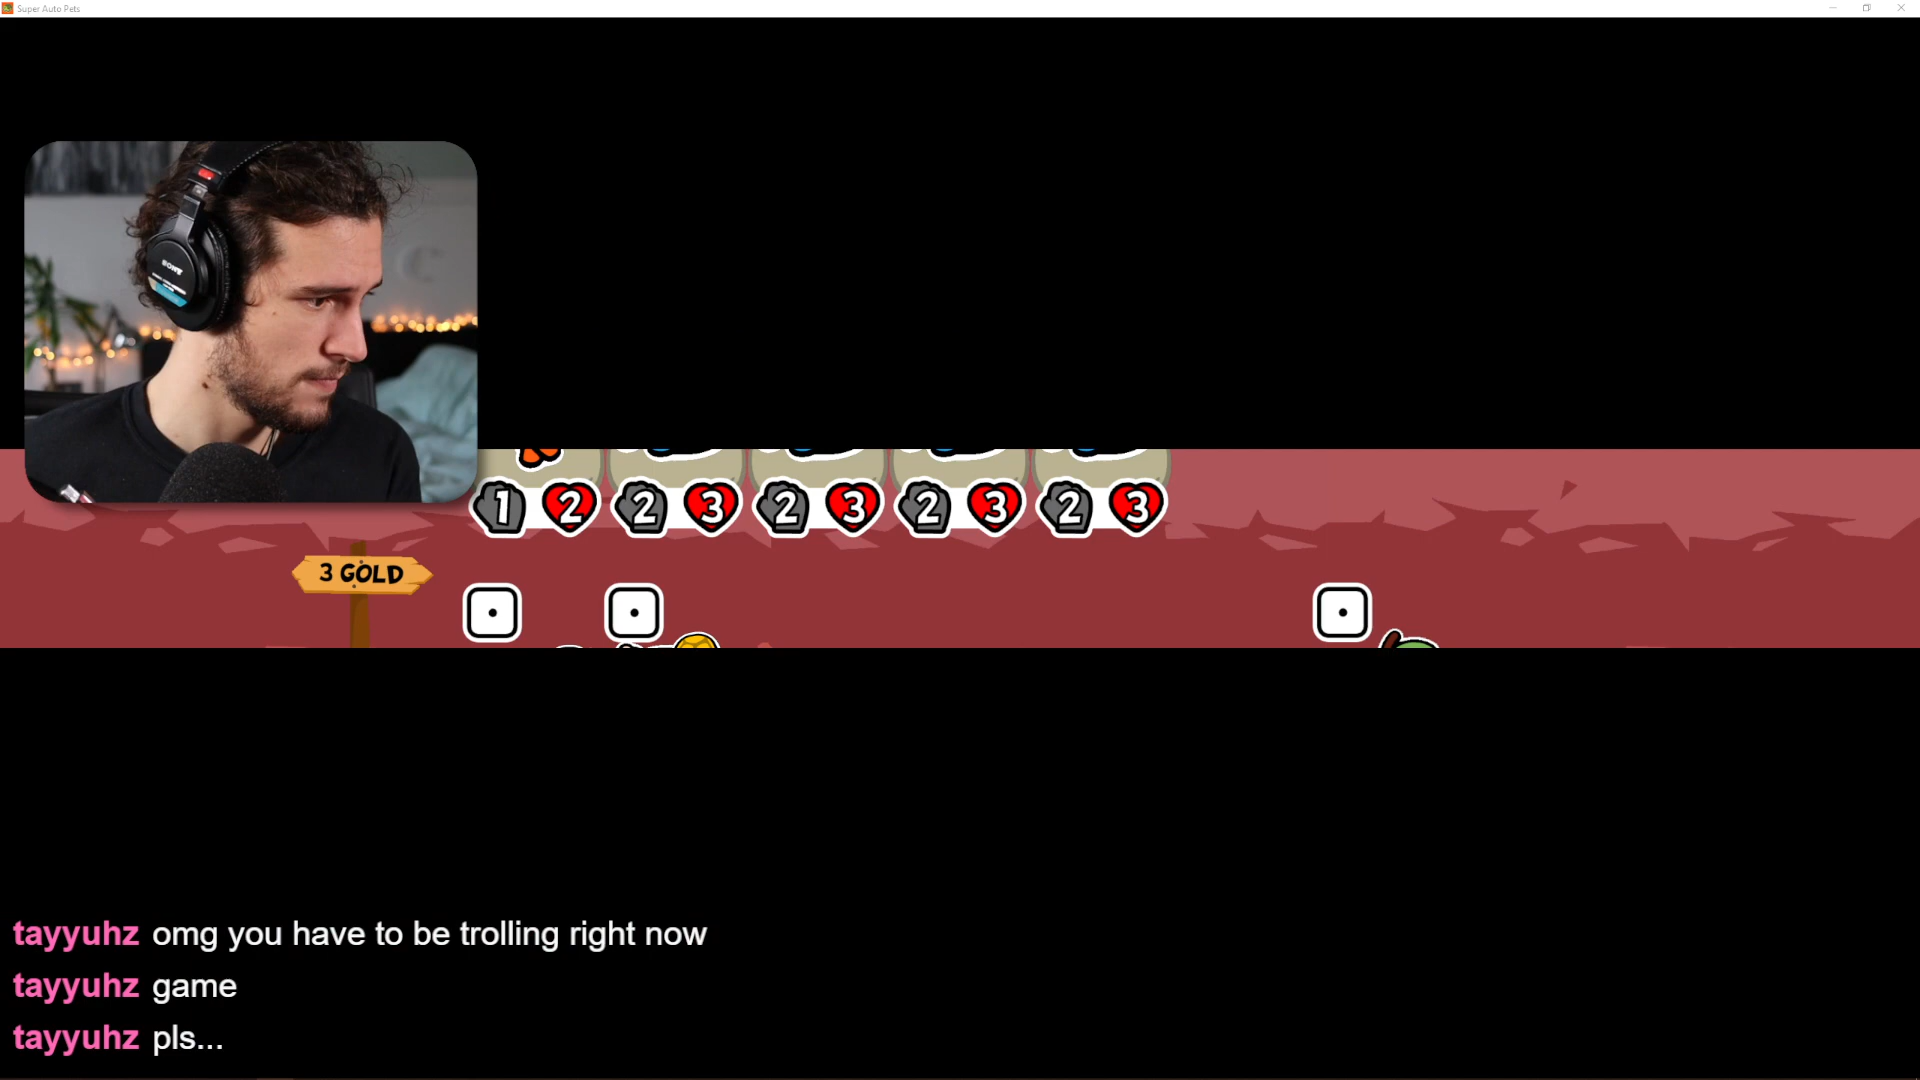 Super Auto Pets
SONY
1 2 2 3 2 3 2 3 2 3
3 GOLD
tayyuhz omg you have to be trolling right now
tayyuhz game
tayyuhz pls...